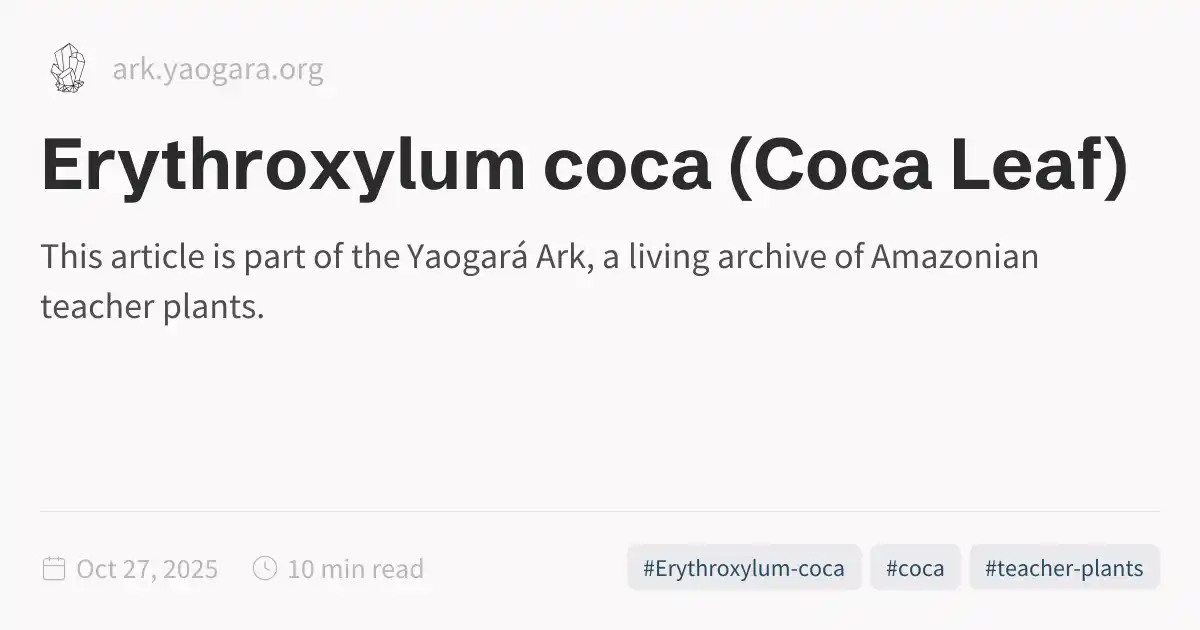 ark.yaogara.org
Erythroxylum coca (Coca Leaf)
This article is part of the Yaogará Ark, a living archive of Amazonian
teacher plants.
Oct 27, 2025 10 min read #Erythroxylum-coca #coca #teacher-plants